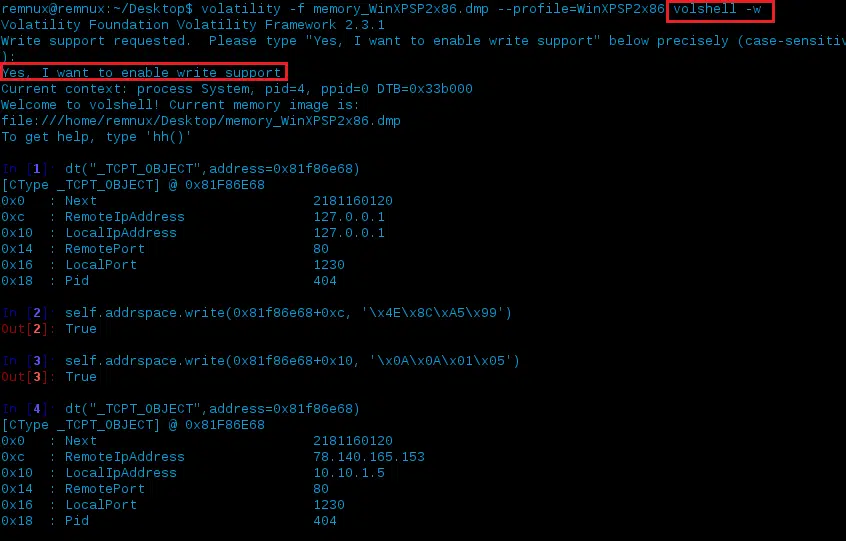 remnux@remnux:~/Desktop$ volatility -f memory_WinXPSP2x86.dmp --profile=WinXPSP2x86 volshell -w
Volatility Foundation Volatility Framework 2.3.1
Write support requested.  Please type "Yes, I want to enable write support" below precisely (case-sensitiv
):
Yes, I want to enable write support
Current context: process System, pid=4, ppid=0 DTB=0x33b000
Welcome to volshell! Current memory image is:
file:///home/remnux/Desktop/memory_WinXPSP2x86.dmp
To get help, type 'hh()'
In [1]: dt("_TCPT_OBJECT",address=0x81f86e68)
[CType _TCPT_OBJECT] @ 0x81F86E68
0x0   : Next                           2181160120
0xc   : RemoteIpAddress                127.0.0.1
0x10  : LocalIpAddress                 127.0.0.1
0x14  : RemotePort                     80
0x16  : LocalPort                      1230
0x18  : Pid                            404
In [2]: self.addrspace.write(0x81f86e68+0xc, '\x4E\x8C\xA5\x99')
Out[2]: True
In [3]: self.addrspace.write(0x81f86e68+0x10, '\x0A\x0A\x01\x05')
Out[3]: True
In [4]: dt("_TCPT_OBJECT",address=0x81f86e68)
[CType _TCPT_OBJECT] @ 0x81F86E68
0x0   : Next                           2181160120
0xc   : RemoteIpAddress                78.140.165.153
0x10  : LocalIpAddress                 10.10.1.5
0x14  : RemotePort                     80
0x16  : LocalPort                      1230
0x18  : Pid                            404